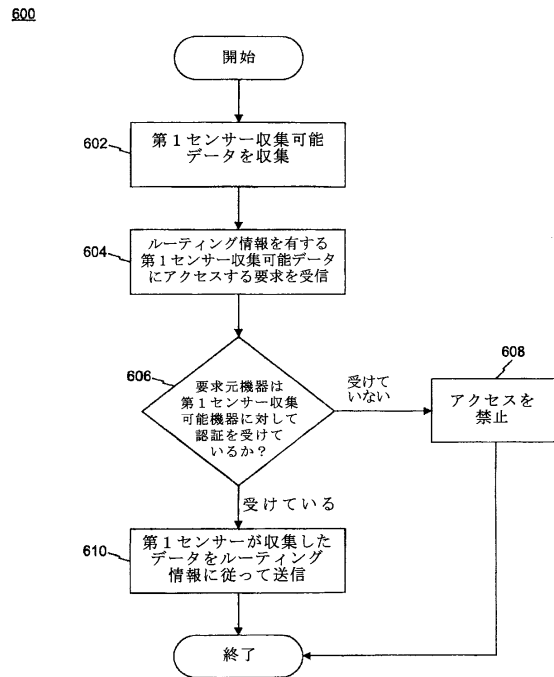 600
開始
602
第1センサー収集可能
データを収集
604
ルーティング情報を有する
第1センサー収集可能データ
にアクセスする要求を受信
606
要求元機器は
第1センサー収集
可能機器に対して
認証を受けて
いるか？
受けて
いない
608
アクセスを
禁止
受けている
610
第1センサーが収集した
データをルーティング
情報に従って送信
終了